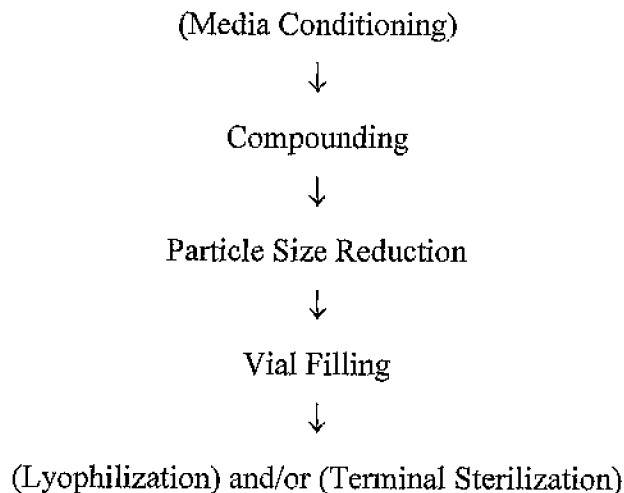 (Media Conditioning)
↓
Compounding
↓
Particle Size Reduction
↓
Vial Filling
↓
(Lyophilization) and/or (Terminal Sterilization)